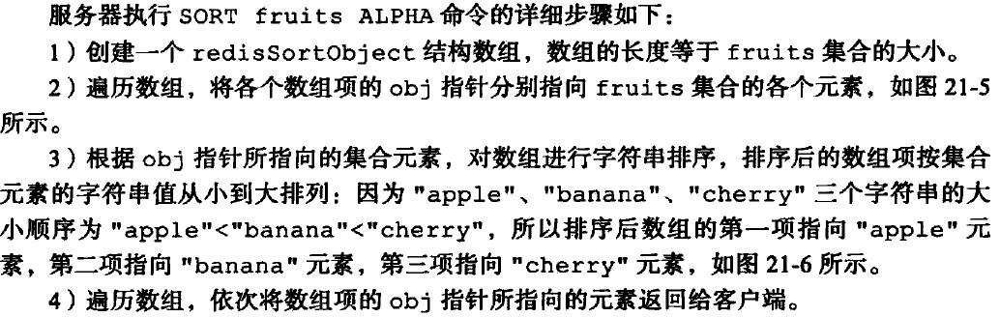 服务器执行 SORT fruits ALPHA 命令的详细步骤如下：
1）创建一个 redisSortObject 结构数组，数组的长度等于 fruits 集合的大小。
2）遍历数组，将各个数组项的 obj 指针分别指向 fruits 集合的各个元素，如图 21-5
所示。
3）根据 obj 指针所指向的集合元素，对数组进行字符串排序，排序后的数组项按集合
元素的字符串值从小到大排列：因为 "apple"、"banana"、"cherry" 三个字符串的大
小顺序为 "apple"<"banana"<"cherry"，所以排序后数组的第一项指向 "apple" 元
素，第二项指向 "banana" 元素，第三项指向 "cherry" 元素，如图 21-6 所示。
4）遍历数组，依次将数组项的 obj 指针所指向的元素返回给客户端。